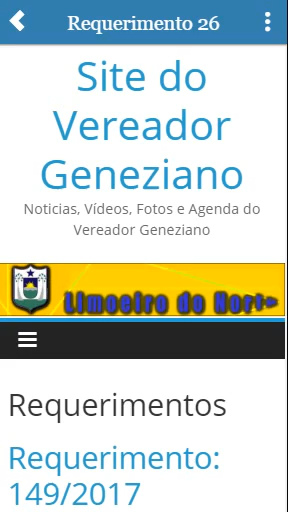 Requerimento 26
Site do
Vereador
Geneziano
Noticias, Vídeos, Fotos e Agenda do
Vereador Geneziano
Limoeiro do Norte
Requerimentos
Requerimento:
149/2017